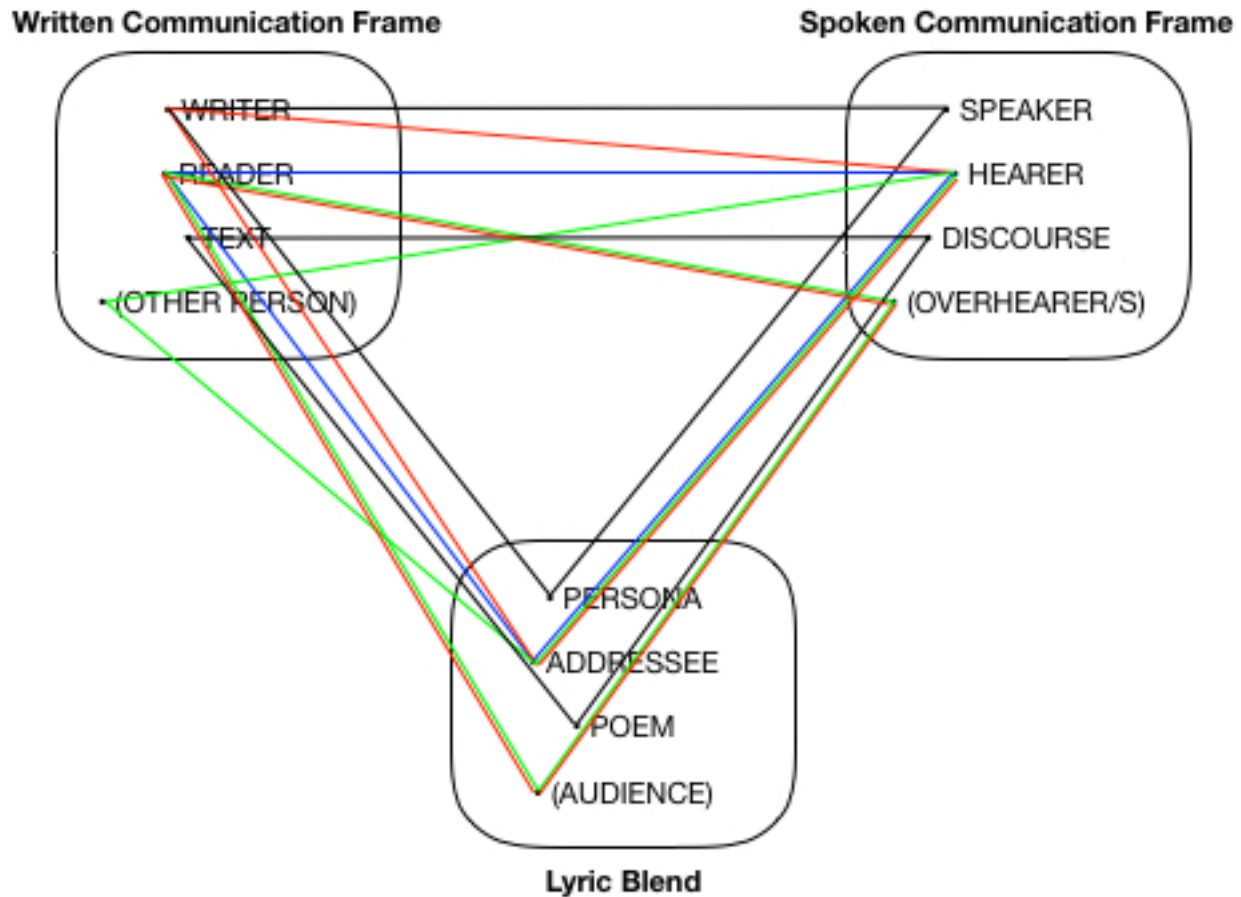 Written Communication Frame
Spoken Communication Frame
WRITER
READER
TEXT
(OTHER PERSON)
SPEAKER
HEARER
DISCOURSE
(OVERHEARER/S)
PERSONA
ADDRESSEE
POEM
(AUDIENCE)
Lyric Blend